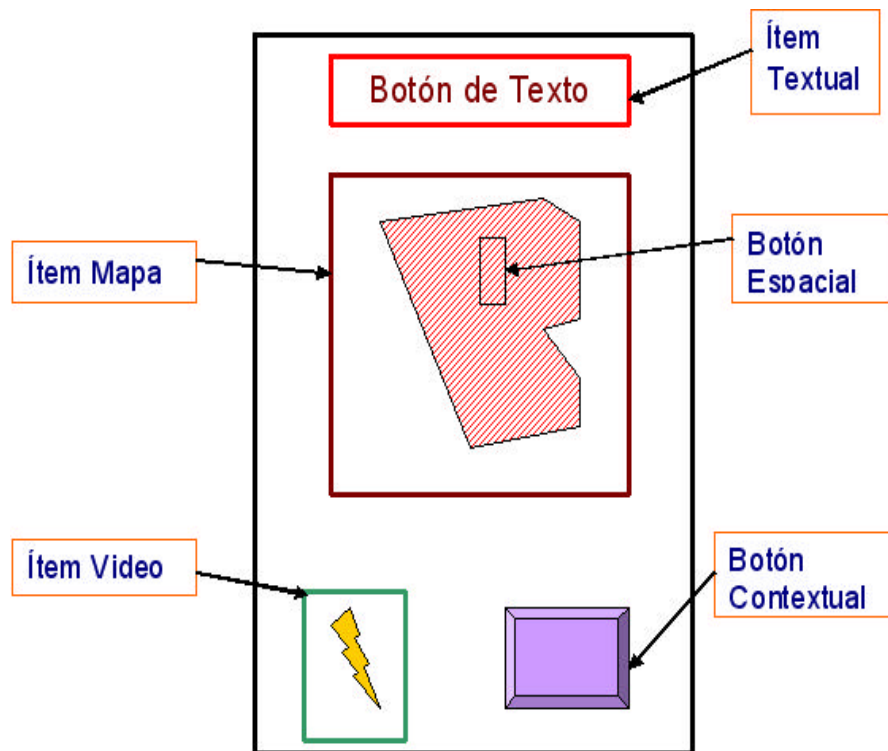 Ítem
Textual
Botón de Texto
Botón
Espacial
Ítem Mapa
Botón
Contextual
Ítem Video